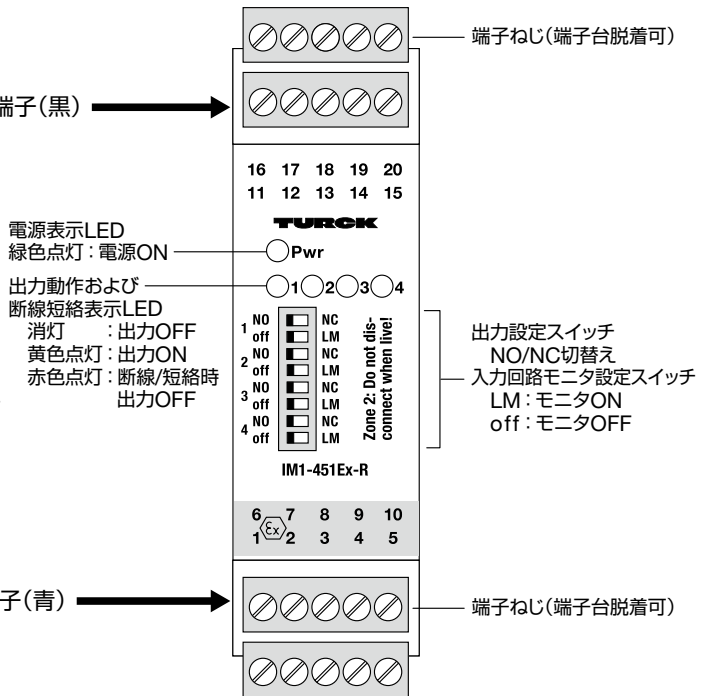 端子ねじ(端子台脱着可)
端子(黒)
16 17 18 19 20
11 12 13 14 15
TURCK
Pwr
電源表示LED
緑色点灯：電源ON
1 2 3 4
出力動作および
断線短絡表示LED
消灯　：出力OFF
黄色点灯：出力ON
赤色点灯：断線/短絡時
出力OFF
1 NO NC
off LM
2 NO NC
off LM
3 NO NC
off LM
4 NO NC
off LM
Zone 2: Do not dis-
connect when live!
出力設定スイッチ
NO/NC切替え
入力回路モニタ設定スイッチ
LM：モニタON
off：モニタOFF
IM1-451Ex-R
6 7 8 9 10
Ex
1 2 3 4 5
子(青)
端子ねじ(端子台脱着可)